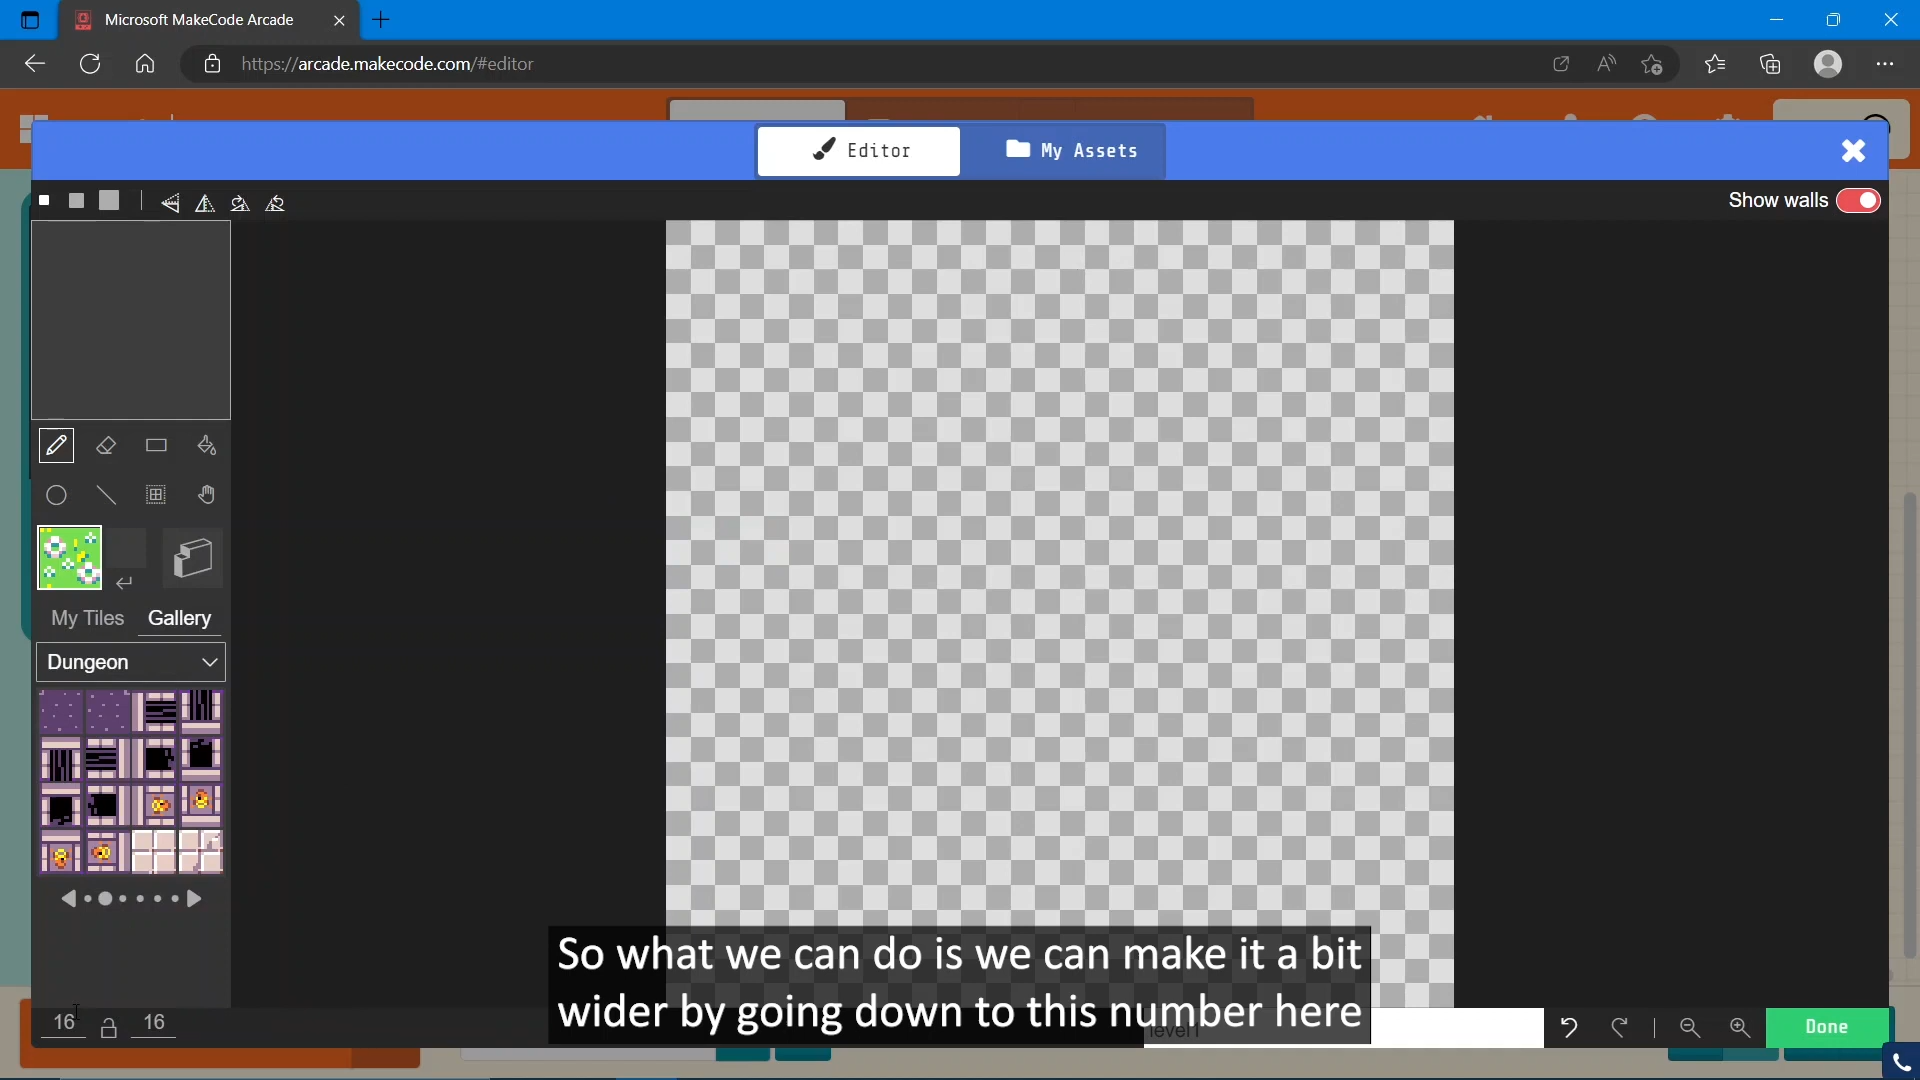 Microsoft MakeCode Arcade
https://arcade.makecode.com/#editor
Editor
My Assets
Show walls
My Tiles Gallery
Dungeon
So what we can do is we can make it a bit
wider by going down to this number here
16 16
level1
Done